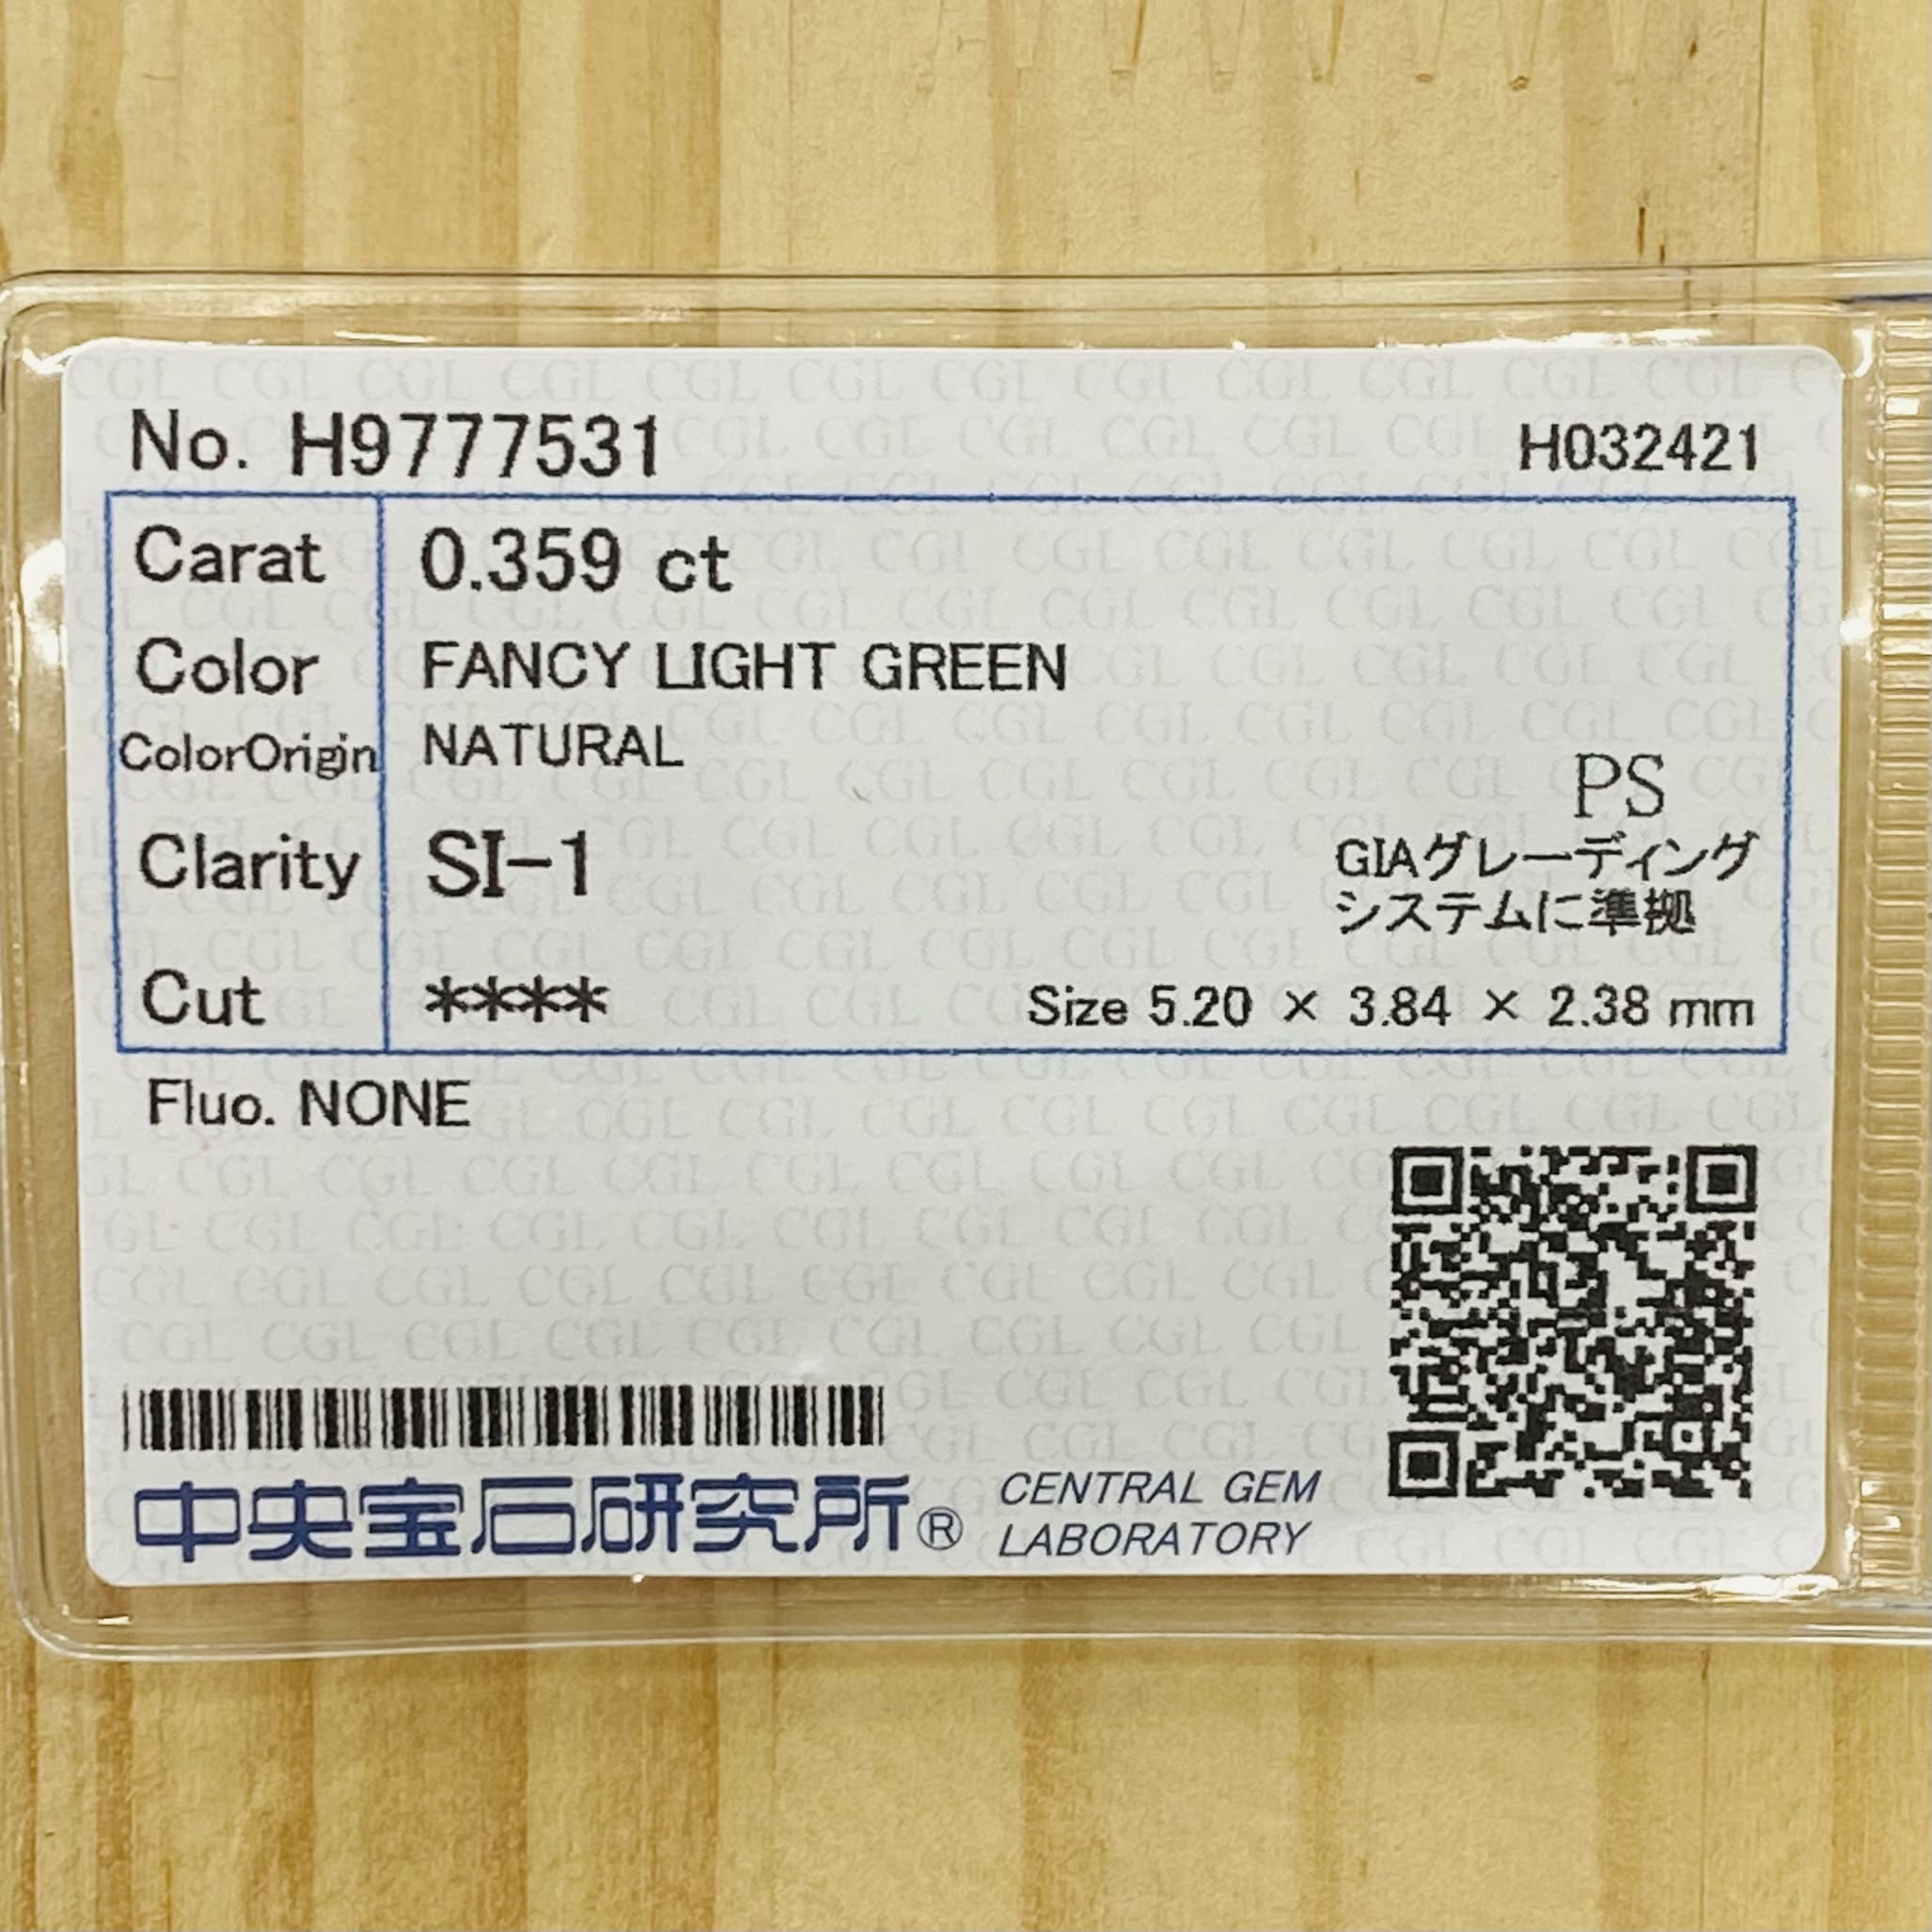 No. H9777531 H032421
Carat 0.359 ct
Color FANCY LIGHT GREEN
ColorOrigin NATURAL
PS
Clarity SI-1
GIAグレーディング
システムに準拠
Cut **** Size 5.20 × 3.84 × 2.38 mm
Fluo. NONE
中央宝石研究所® CENTRAL GEM
LABORATORY